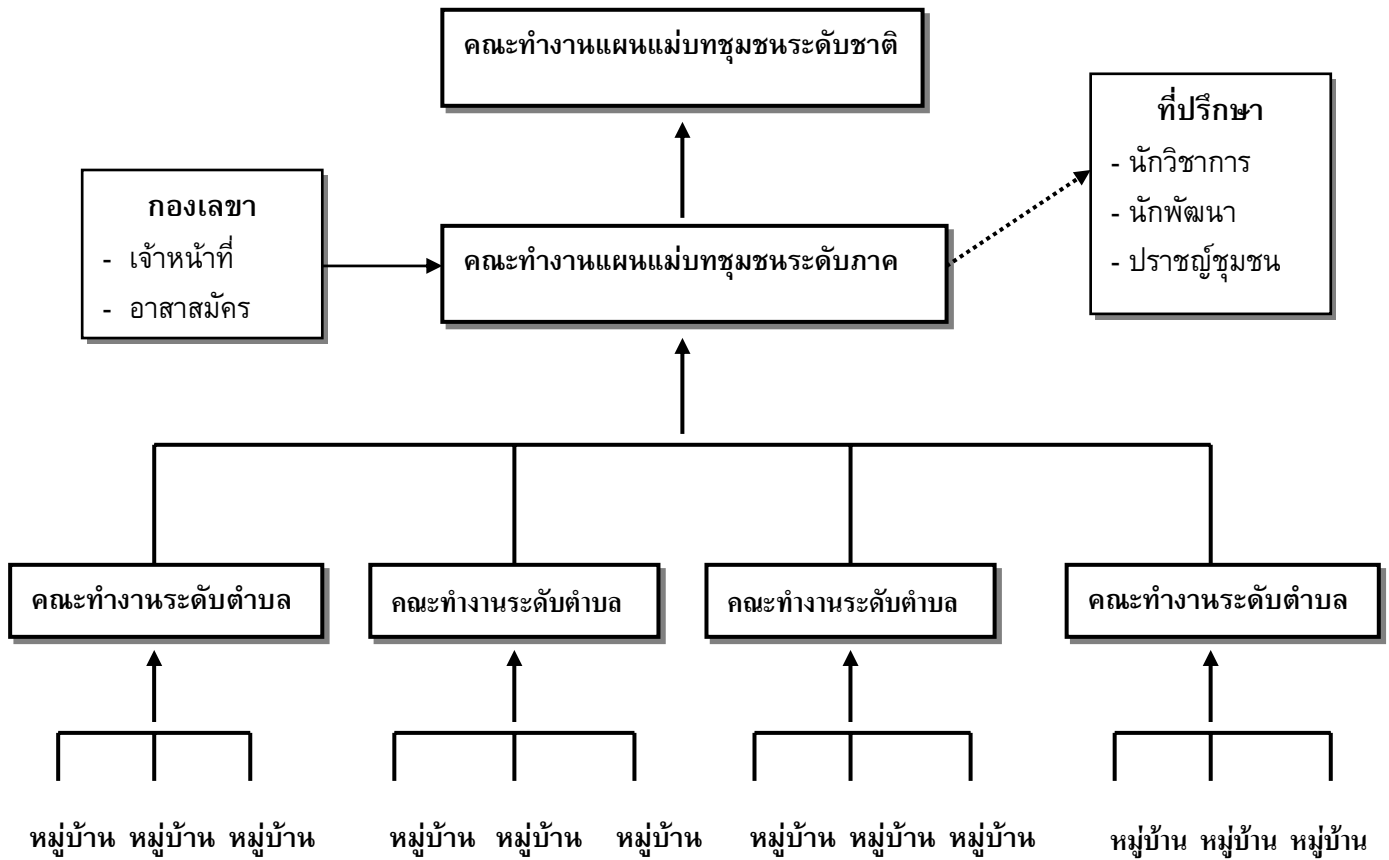 คณะทำงานแผนแม่บทชุมชนระดับชาติ
ที่ปรึกษา
- นักวิชาการ
- นักพัฒนา
- ปราชญ์ชุมชน
กองเลขา
- เจ้าหน้าที่
- อาสาสมัคร
คณะทำงานแผนแม่บทชุมชนระดับภาค
คณะทำงานระดับตำบล
คณะทำงานระดับตำบล
คณะทำงานระดับตำบล
คณะทำงานระดับตำบล
หมู่บ้าน หมู่บ้าน หมู่บ้าน
หมู่บ้าน หมู่บ้าน หมู่บ้าน
หมู่บ้าน หมู่บ้าน หมู่บ้าน
หมู่บ้าน หมู่บ้าน หมู่บ้าน